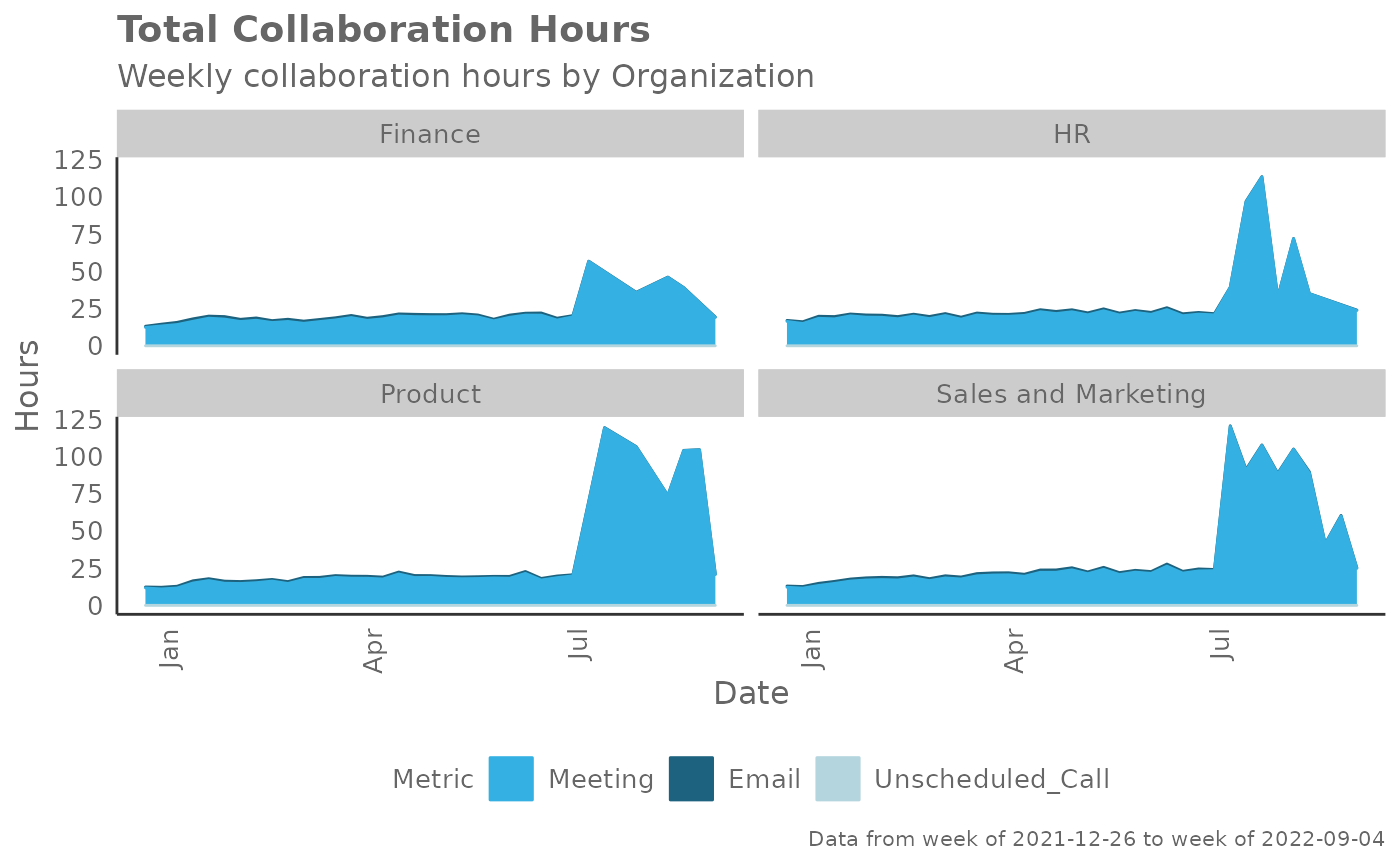 Total Collaboration Hours
Weekly collaboration hours by Organization
Finance
HR
125
100
75
50
25
0
Product
Sales and Marketing
125
100
75
50
25
0
Hours
Jan
Apr
Jul
Jan
Apr
Jul
Date
Metric Meeting Email Unscheduled_Call
Data from week of 2021-12-26 to week of 2022-09-04